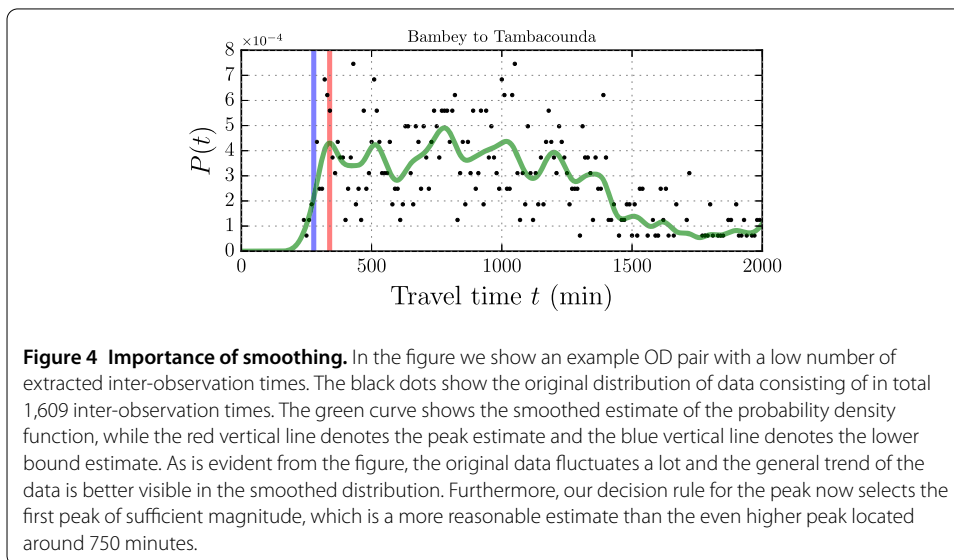 Bambey to Tambacounda
×10⁻⁴
8
7
6
5
4
3
2
1
0
P(t)
0 500 1000 1500 2000
Travel time t (min)
Figure 4 Importance of smoothing. In the figure we show an example OD pair with a low number of
extracted inter-observation times. The black dots show the original distribution of data consisting of in total
1,609 inter-observation times. The green curve shows the smoothed estimate of the probability density
function, while the red vertical line denotes the peak estimate and the blue vertical line denotes the lower
bound estimate. As is evident from the figure, the original data fluctuates a lot and the general trend of the
data is better visible in the smoothed distribution. Furthermore, our decision rule for the peak now selects the
first peak of sufficient magnitude, which is a more reasonable estimate than the even higher peak located
around 750 minutes.